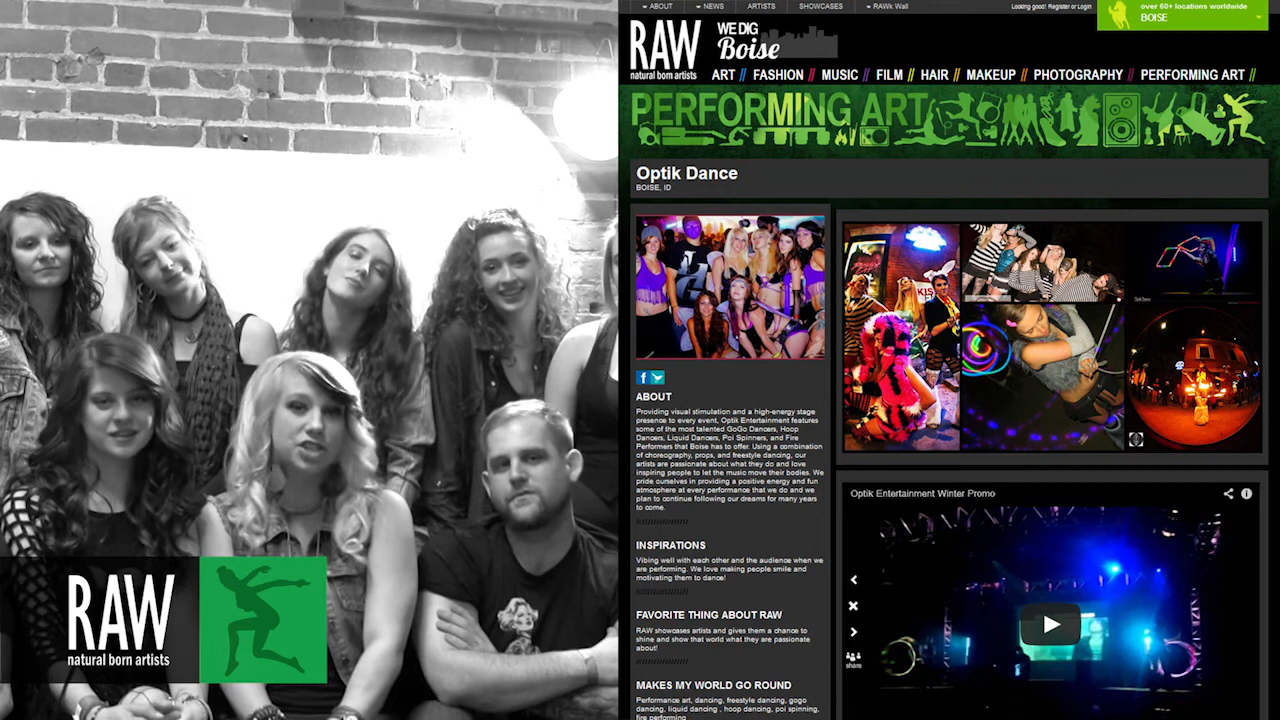 ABOUT NEWS ARTISTS SHOWCASES RAWk Wall Looking good! Register or Login
over 60+ locations worldwide
BOISE
RAW
natural born artists
WE DIG
Boise
ART // FASHION // MUSIC // FILM // HAIR // MAKEUP // PHOTOGRAPHY // PERFORMING ART //
PERFORMING ART
Optik Dance
BOISE, ID
KIS
f
ABOUT
Providing visual stimulation and a high-energy stage
presence to every event, Optik Entertainment features
some of the most talented GoGo Dancers, Hoop
Dancers, Liquid Dancers, Poi Spinners, and Fire
Performers that Boise has to offer. Using a combination
of choreography, props, and freestyle dancing, our
artists are passionate about what they do and love
inspiring people to let the music move their bodies. We
pride ourselves in providing a positive energy and fun
atmosphere at every performance that we do and we
plan to continue following our dreams for many years
to come.
INSPIRATIONS
Vibing well with each other and the audience when we
are performing. We love making people smile and
motivating them to dance!
FAVORITE THING ABOUT RAW
RAW showcases artists and gives them a chance to
shine and show that world what they are passionate
about!
MAKES MY WORLD GO ROUND
Performance art, dancing, freestyle dancing, gogo
dancing, liquid dancing , hoop dancing, poi spinning,
fire performing
Optik Entertainment Winter Promo
share
RAW
natural born artists